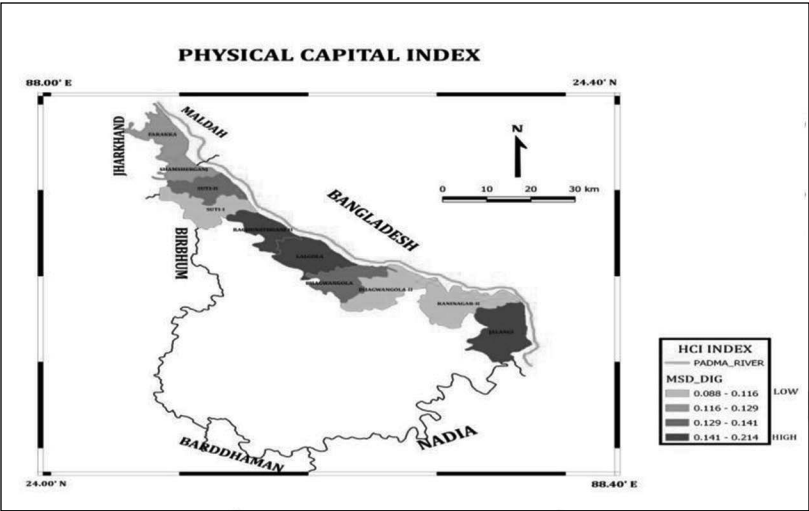 PHYSICAL CAPITAL INDEX
88.00' E
24.40' N
MALDAH
JHARKHAND
FARAKKA
N
SHAMSHERGANJ
SUTI-II
0 10 20 30 km
SUTI-I
BANGLADESH
BIRBHUM
RAGHUNATHGANJ-II
LALGOLA
BHAGWANGOLA
BHAGWANGOLA-II
RANINAGAR-II
JALANGI
HCI INDEX
PADMA_RIVER
MSD_DIG
0.088 - 0.116 LOW
0.116 - 0.129
0.129 - 0.141
0.141 - 0.214 HIGH
NADIA
BARDDHAMAN
24.00' N
88.40' E